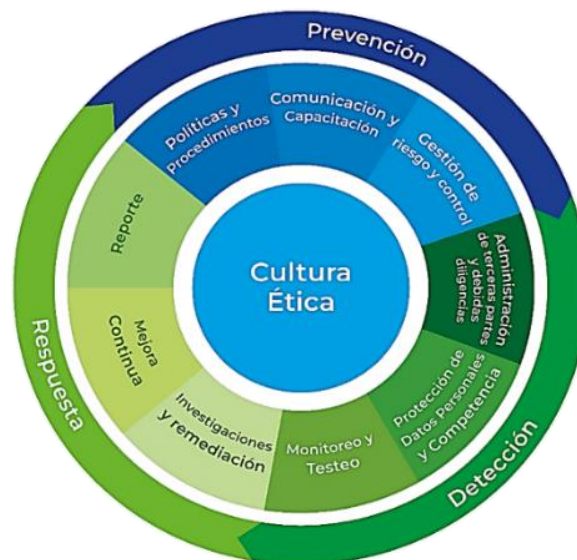 Prevención
Políticas y
Procedimientos
Comunicación y
Capacitación
Gestión de
riesgo y control
Administración
de terceras partes
y debidas
diligencias
Protección de
Datos Personales
y Competencia
Detección
Monitoreo y
Testeo
Investigaciones
y remediación
Mejora
Continua
Reporte
Respuesta
Cultura
Ética